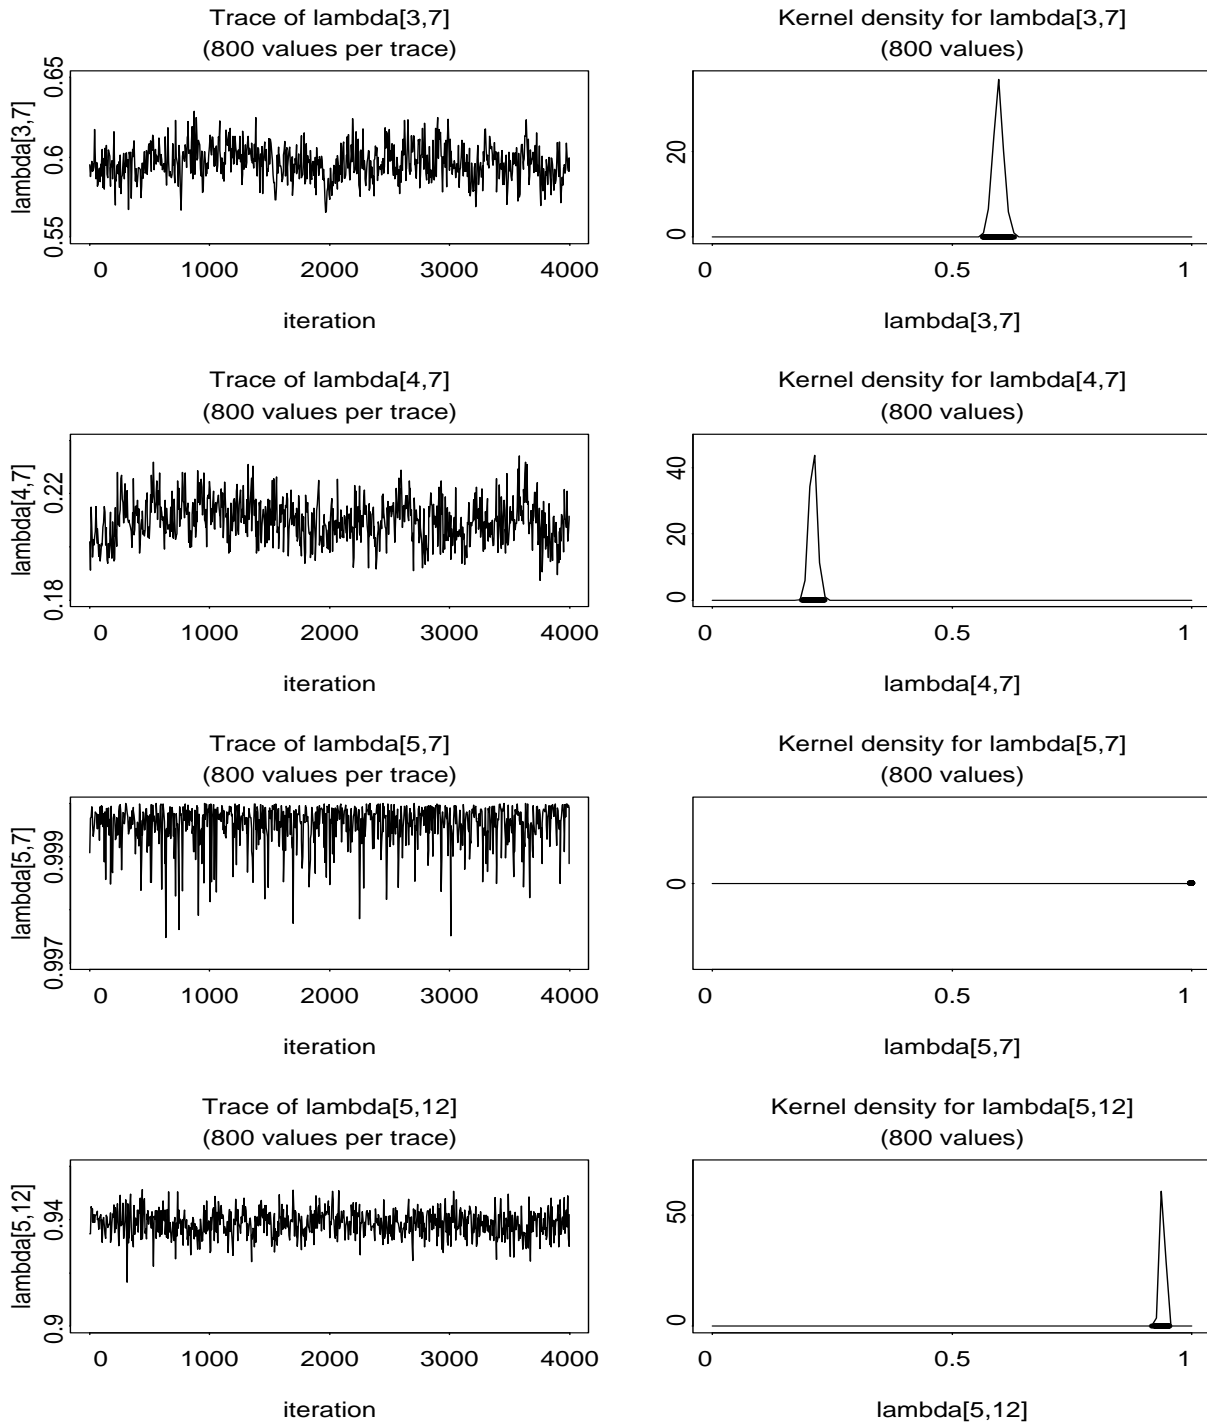 Trace of lambda[3,7]
(800 values per trace)
lambda[3,7]
0.65
0.6
0.55
0 1000 2000 3000 4000
iteration
Kernel density for lambda[3,7]
(800 values)
20
0
0 0.5 1
lambda[3,7]
Trace of lambda[4,7]
(800 values per trace)
lambda[4,7]
0.22
0.18
0 1000 2000 3000 4000
iteration
Kernel density for lambda[4,7]
(800 values)
40
20
0
0 0.5 1
lambda[4,7]
Trace of lambda[5,7]
(800 values per trace)
lambda[5,7]
0.999
0.997
0 1000 2000 3000 4000
iteration
Kernel density for lambda[5,7]
(800 values)
0
0 0.5 1
lambda[5,7]
Trace of lambda[5,12]
(800 values per trace)
lambda[5,12]
0.94
0.9
0 1000 2000 3000 4000
iteration
Kernel density for lambda[5,12]
(800 values)
50
0
0 0.5 1
lambda[5,12]